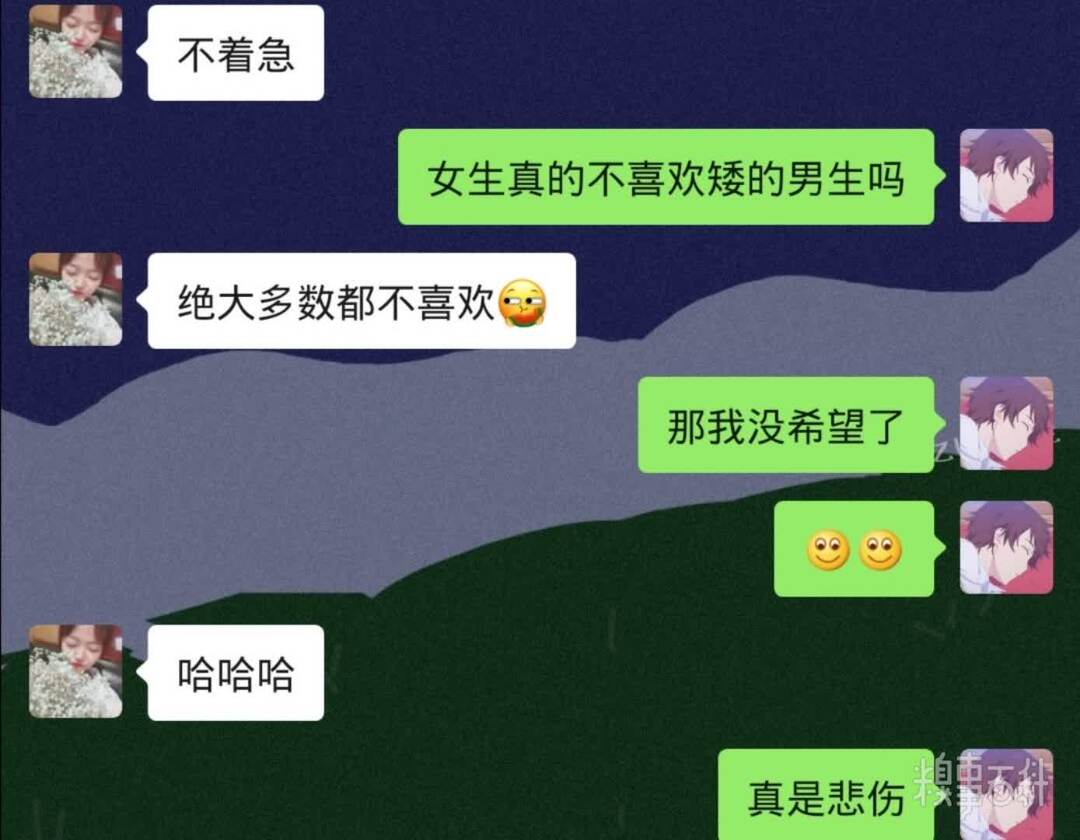 不着急
女生真的不喜欢矮的男生吗
绝大多数都不喜欢
那我没希望了
哈哈哈
真是悲伤
糗事百科